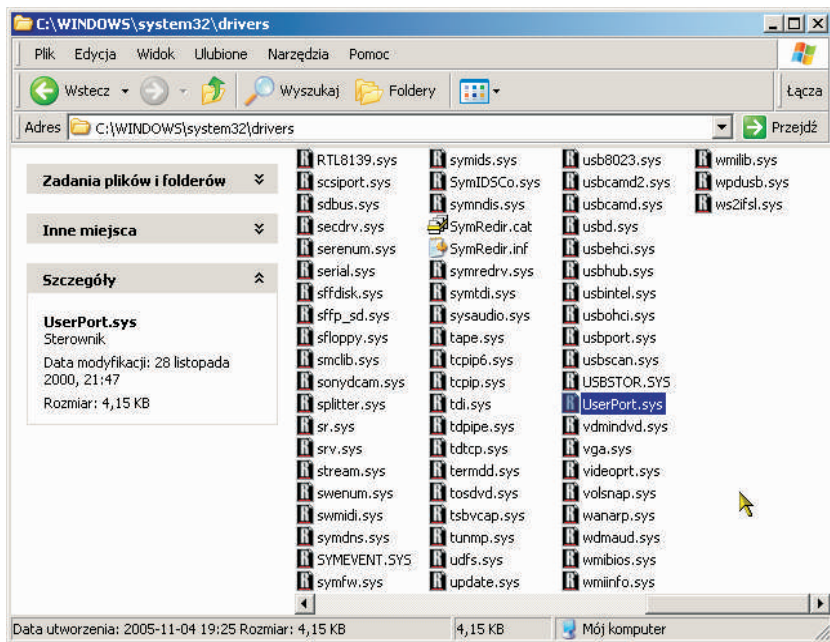 C:\WINDOWS\system32\drivers
Plik Edycja Widok Ulubione Narzędzia Pomoc
Wstecz Wyszukaj Foldery Łącza
Adres C:\WINDOWS\system32\drivers Przejdź
Zadania plików i folderów
Inne miejsca
Szczegóły
UserPort.sys
Sterownik
Data modyfikacji: 28 listopada
2000, 21:47
Rozmiar: 4,15 KB
RTL8139.sys
scsiport.sys
sdbus.sys
secdrv.sys
serenum.sys
serial.sys
sffdisk.sys
sffp_sd.sys
sfloppy.sys
smclib.sys
sonydcam.sys
splitter.sys
sr.sys
srv.sys
stream.sys
swenum.sys
swmidi.sys
symdns.sys
SYMEVENT.SYS
symfw.sys
symids.sys
SymIDSCo.sys
symndis.sys
SymRedir.cat
SymRedir.inf
symredrv.sys
symtdi.sys
sysaudio.sys
tape.sys
tcpip6.sys
tcpip.sys
tdi.sys
tdpipe.sys
tdtcp.sys
termdd.sys
tosdvd.sys
tsbvcap.sys
tunmp.sys
udfs.sys
update.sys
usb8023.sys
usbcamd2.sys
usbcamd.sys
usbd.sys
usbehci.sys
usbhub.sys
usbintel.sys
usbohci.sys
usbport.sys
usbscan.sys
USBSTOR.SYS
UserPort.sys
vdmindvd.sys
vga.sys
videoprt.sys
volsnap.sys
wanarp.sys
wdmaud.sys
wmibios.sys
wmiinfo.sys
wmilib.sys
wpdusb.sys
ws2ifsl.sys
Data utworzenia: 2005-11-04 19:25 Rozmiar: 4,15 KB 4,15 KB Mój komputer